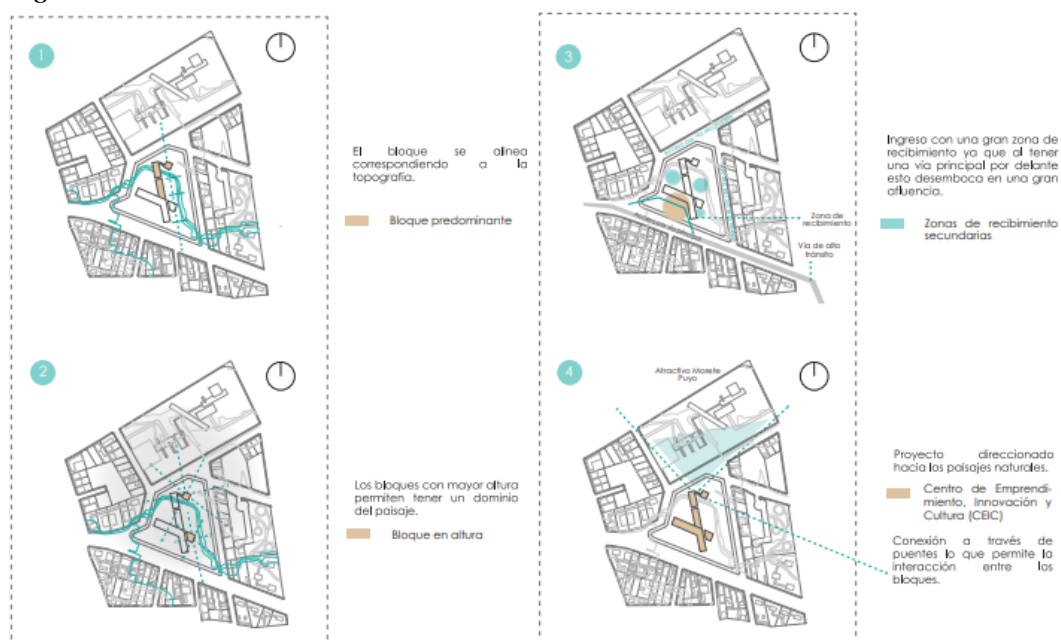 1
El bloque se alinea
correspondiendo a la
topografía.
Bloque predominante
2
Los bloques con mayor altura
permiten tener un dominio
del paisaje.
Bloque en altura
3
Zona de
recibimiento
Vía de alto
tránsito
Ingreso con una gran zona de
recibimiento ya que al tener
una vía principal por delante
esto desemboca en una gran
afluencia.
Zonas de recibimiento
secundarias
4
Atractivo Morete
Puyo
Proyecto direccionado
hacia los paisajes naturales.
Centro de Emprendi-
miento, Innovación y
Cultura (CEIC)
Conexión a través de
puentes lo que permite la
interacción entre los
bloques.